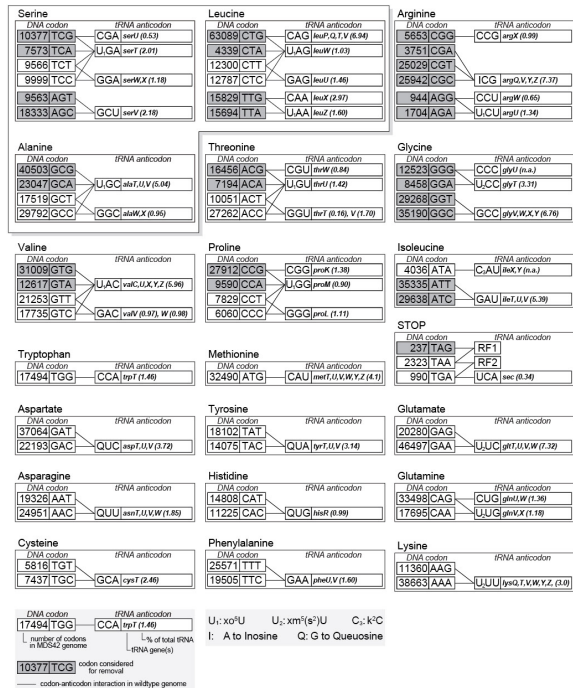 Serine
DNA codon tRNA anticodon
10377 TCG CGA serU (0.53)
7573 TCA U₁GA serT (2.01)
9566 TCT
9999 TCC GGA serW,X (1.18)
9563 AGT
18333 AGC GCU serV (2.18)
Leucine
DNA codon tRNA anticodon
63089 CTG CAG leuP,Q,T,V (6.94)
4339 CTA U₁AG leuW (1.03)
12300 CTT
12787 CTC GAG leuU (1.46)
15829 TTG CAA leuX (2.97)
15694 TTA U₄AA leuZ (1.60)
Arginine
DNA codon tRNA anticodon
5653 CGG CCG argX (0.99)
3751 CGA
25029 CGT
25942 CGC ICG argQ,V,Y,Z (7.37)
944 AGG CCU argW (0.65)
1704 AGA U₂CU argU (1.34)
Alanine
DNA codon tRNA anticodon
40503 GCG
23047 GCA U₁GC alaT,U,V (5.04)
17519 GCT
29792 GCC GGC alaW,X (0.95)
Threonine
DNA codon tRNA anticodon
16456 ACG CGU thrW (0.84)
7194 ACA U₁GU thrU (1.42)
10051 ACT
27262 ACC GGU thrT (0.16), V (1.70)
Glycine
DNA codon tRNA anticodon
12523 GGG CCC glyU (n.a.)
8458 GGA U₂CC glyT (3.31)
29268 GGT
35190 GGC GCC glyV,W,X,Y (6.76)
Valine
DNA codon tRNA anticodon
31009 GTG
12617 GTA U₁AC valC,U,X,Y,Z (5.96)
21253 GTT
17735 GTC GAC valV (0.97), W (0.98)
Proline
DNA codon tRNA anticodon
27912 CCG CGG proK (1.38)
9590 CCA U₁GG proM (0.90)
7829 CCT
6060 CCC GGG proL (1.11)
Isoleucine
DNA codon tRNA anticodon
4036 ATA C₃AU ileX,Y (n.a.)
35335 ATT
29638 ATC GAU ileT,U,V (5.39)
STOP
DNA codon tRNA anticodon
237 TAG RF1
2323 TAA RF2
990 TGA UCA sec (0.34)
Tryptophan
DNA codon tRNA anticodon
17494 TGG CCA trpT (1.46)
Methionine
DNA codon tRNA anticodon
32490 ATG CAU metT,U,V,W,Y,Z (4.1)
Aspartate
DNA codon tRNA anticodon
37064 GAT
22193 GAC QUC aspT,U,V (3.72)
Tyrosine
DNA codon tRNA anticodon
18102 TAT
14075 TAC QUA tyrT,U,V (3.14)
Glutamate
DNA codon tRNA anticodon
20280 GAG
46497 GAA U₂UC gltT,U,V,W (7.32)
Asparagine
DNA codon tRNA anticodon
19326 AAT
24951 AAC QUU asnT,U,V,W (1.85)
Histidine
DNA codon tRNA anticodon
14808 CAT
11225 CAC QUG hisR (0.99)
Glutamine
DNA codon tRNA anticodon
33498 CAG CUG glnU,W (1.36)
17695 CAA U₂UG glnV,X (1.18)
Cysteine
DNA codon tRNA anticodon
5816 TGT
7437 TGC GCA cysT (2.46)
Phenylalanine
DNA codon tRNA anticodon
25571 TTT
19505 TTC GAA pheU,V (1.60)
Lysine
DNA codon tRNA anticodon
11360 AAG
38663 AAA U₂UU lysQ,T,V,W,Y,Z, (3.0)
DNA codon tRNA anticodon
17494 TGG CCA trpT (1.46)
number of codons in MDS42 genome
% of total tRNA
tRNA gene(s)
10377 TCG codon considered for removal
codon-anticodon interaction in wildtype genome
U₁: xo⁵U U₂: xm⁵(s²)U C₃: k²C
I: A to Inosine Q: G to Queuosine